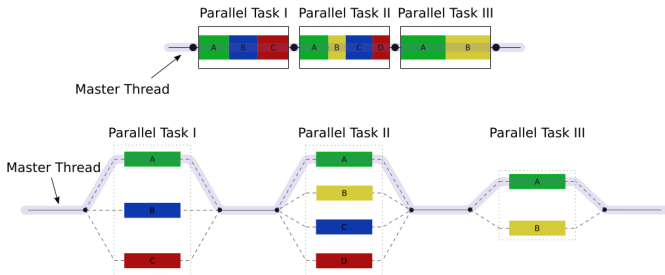 Parallel Task I Parallel Task II Parallel Task III
A B C A B C D A B
Master Thread
Parallel Task I Parallel Task II Parallel Task III
Master Thread
A A
A
B
B
C B
C D